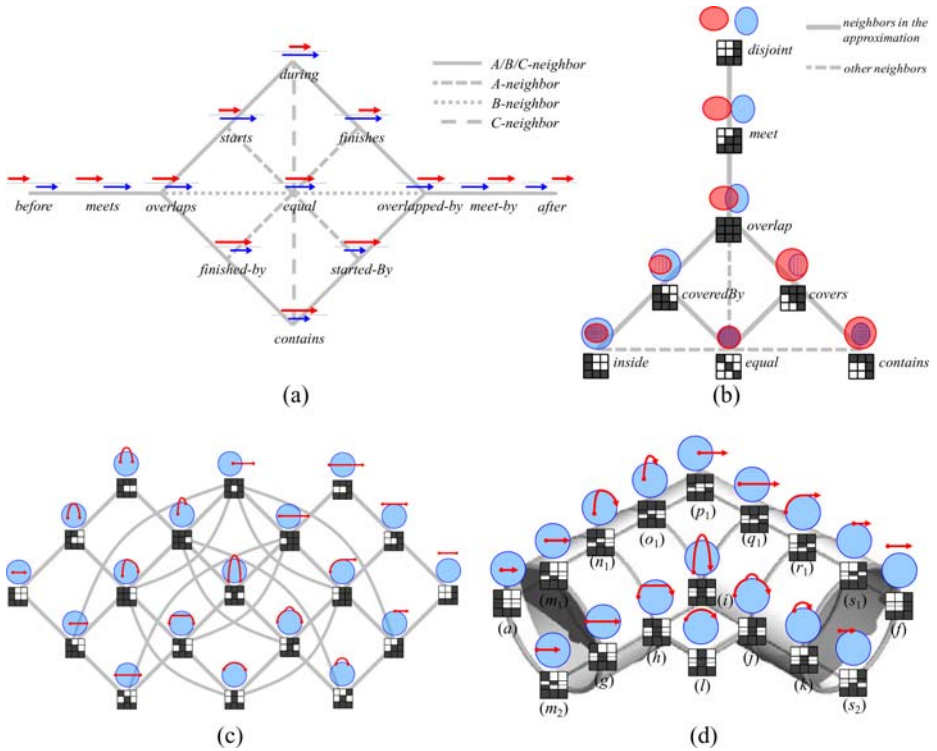 during
A/B/C-neighbor
A-neighbor
B-neighbor
C-neighbor
starts
finishes
before
meets
overlaps
equal
overlapped-by
meet-by
after
finished-by
started-By
contains
(a)
disjoint
neighbors in the
approximation
other neighbors
meet
overlap
coveredBy
covers
inside
equal
contains
(b)
(c)
(p₁)
(o₁)
(q₁)
(n₁)
(r₁)
(m₁)
(i)
(s₁)
(a)
(f)
(h)
(j)
(g)
(l)
(k)
(m₂)
(s₂)
(d)